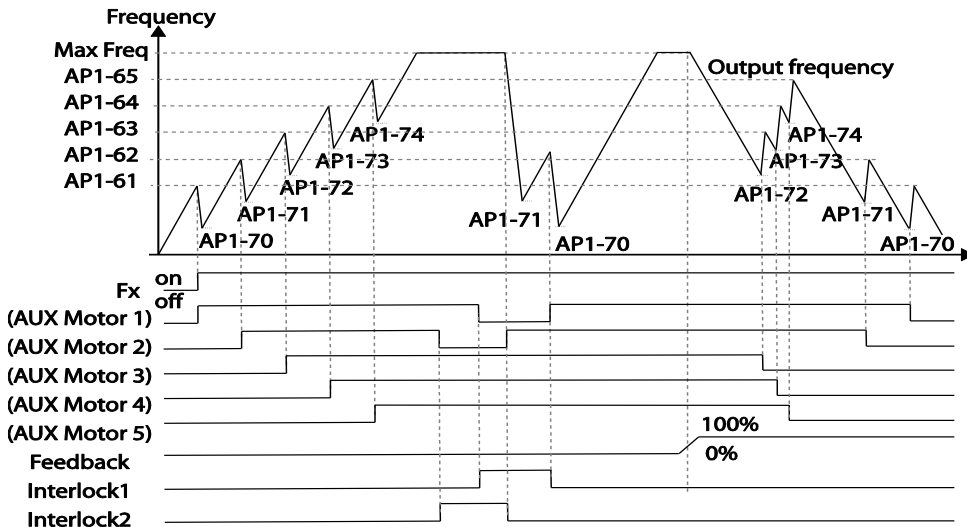 Frequency
Max Freq
AP1-65
AP1-64
AP1-63
AP1-62
AP1-61
Output frequency
AP1-74
AP1-73
AP1-72
AP1-71
AP1-70
AP1-71
AP1-70
AP1-74
AP1-73
AP1-72
AP1-71
AP1-70
Fx
on
off
(AUX Motor 1)
(AUX Motor 2)
(AUX Motor 3)
(AUX Motor 4)
(AUX Motor 5)
100%
0%
Feedback
Interlock1
Interlock2